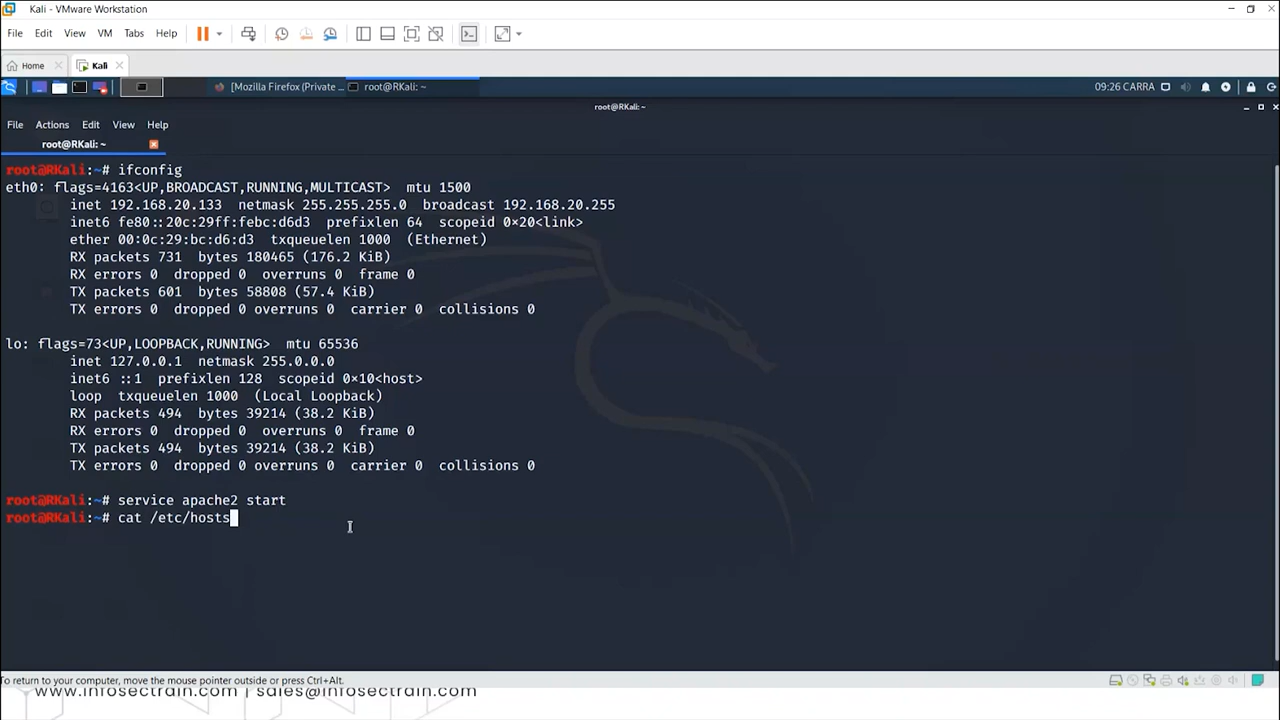 Kali - VMware Workstation
File Edit View VM Tabs Help
Home Kali
[Mozilla Firefox (Private ... root@RKali: ~ 09:26 CARRA
root@RKali: ~
File Actions Edit View Help
root@RKali: ~
root@RKali:~# ifconfig
eth0: flags=4163<UP,BROADCAST,RUNNING,MULTICAST> mtu 1500
inet 192.168.20.133 netmask 255.255.255.0 broadcast 192.168.20.255
inet6 fe80::20c:29ff:febc:d6d3 prefixlen 64 scopeid 0×20<link>
ether 00:0c:29:bc:d6:d3 txqueuelen 1000 (Ethernet)
RX packets 731 bytes 180465 (176.2 KiB)
RX errors 0 dropped 0 overruns 0 frame 0
TX packets 601 bytes 58808 (57.4 KiB)
TX errors 0 dropped 0 overruns 0 carrier 0 collisions 0
lo: flags=73<UP,LOOPBACK,RUNNING> mtu 65536
inet 127.0.0.1 netmask 255.0.0.0
inet6 ::1 prefixlen 128 scopeid 0×10<host>
loop txqueuelen 1000 (Local Loopback)
RX packets 494 bytes 39214 (38.2 KiB)
RX errors 0 dropped 0 overruns 0 frame 0
TX packets 494 bytes 39214 (38.2 KiB)
TX errors 0 dropped 0 overruns 0 carrier 0 collisions 0
root@RKali:~# service apache2 start
root@RKali:~# cat /etc/hosts
To return to your computer, move the mouse pointer outside or press Ctrl+Alt.
www.infosectrain.com | sales@infosectrain.com